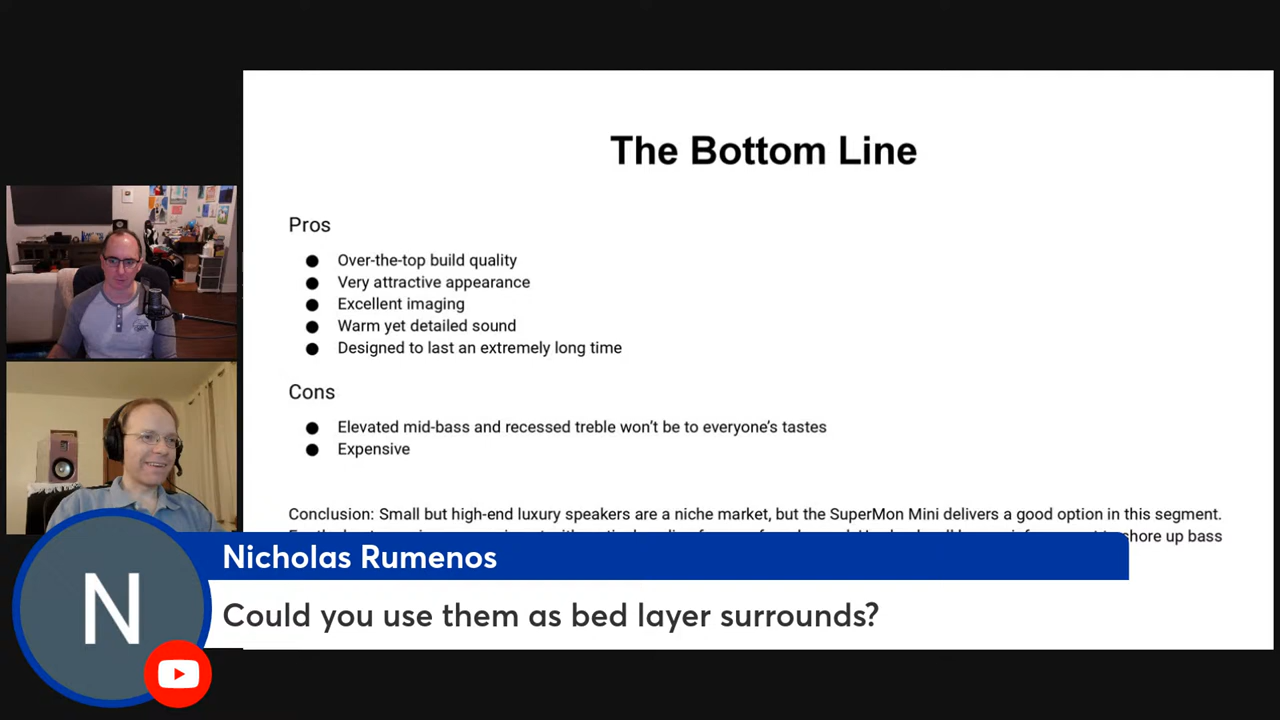 The Bottom Line
Pros
● Over-the-top build quality
● Very attractive appearance
● Excellent imaging
● Warm yet detailed sound
● Designed to last an extremely long time
Cons
● Elevated mid-bass and recessed treble won't be to everyone's tastes
● Expensive
Conclusion: Small but high-end luxury speakers are a niche market, but the SuperMon Mini delivers a good option in this segment.
shore up bass
Nicholas Rumenos
N
Could you use them as bed layer surrounds?